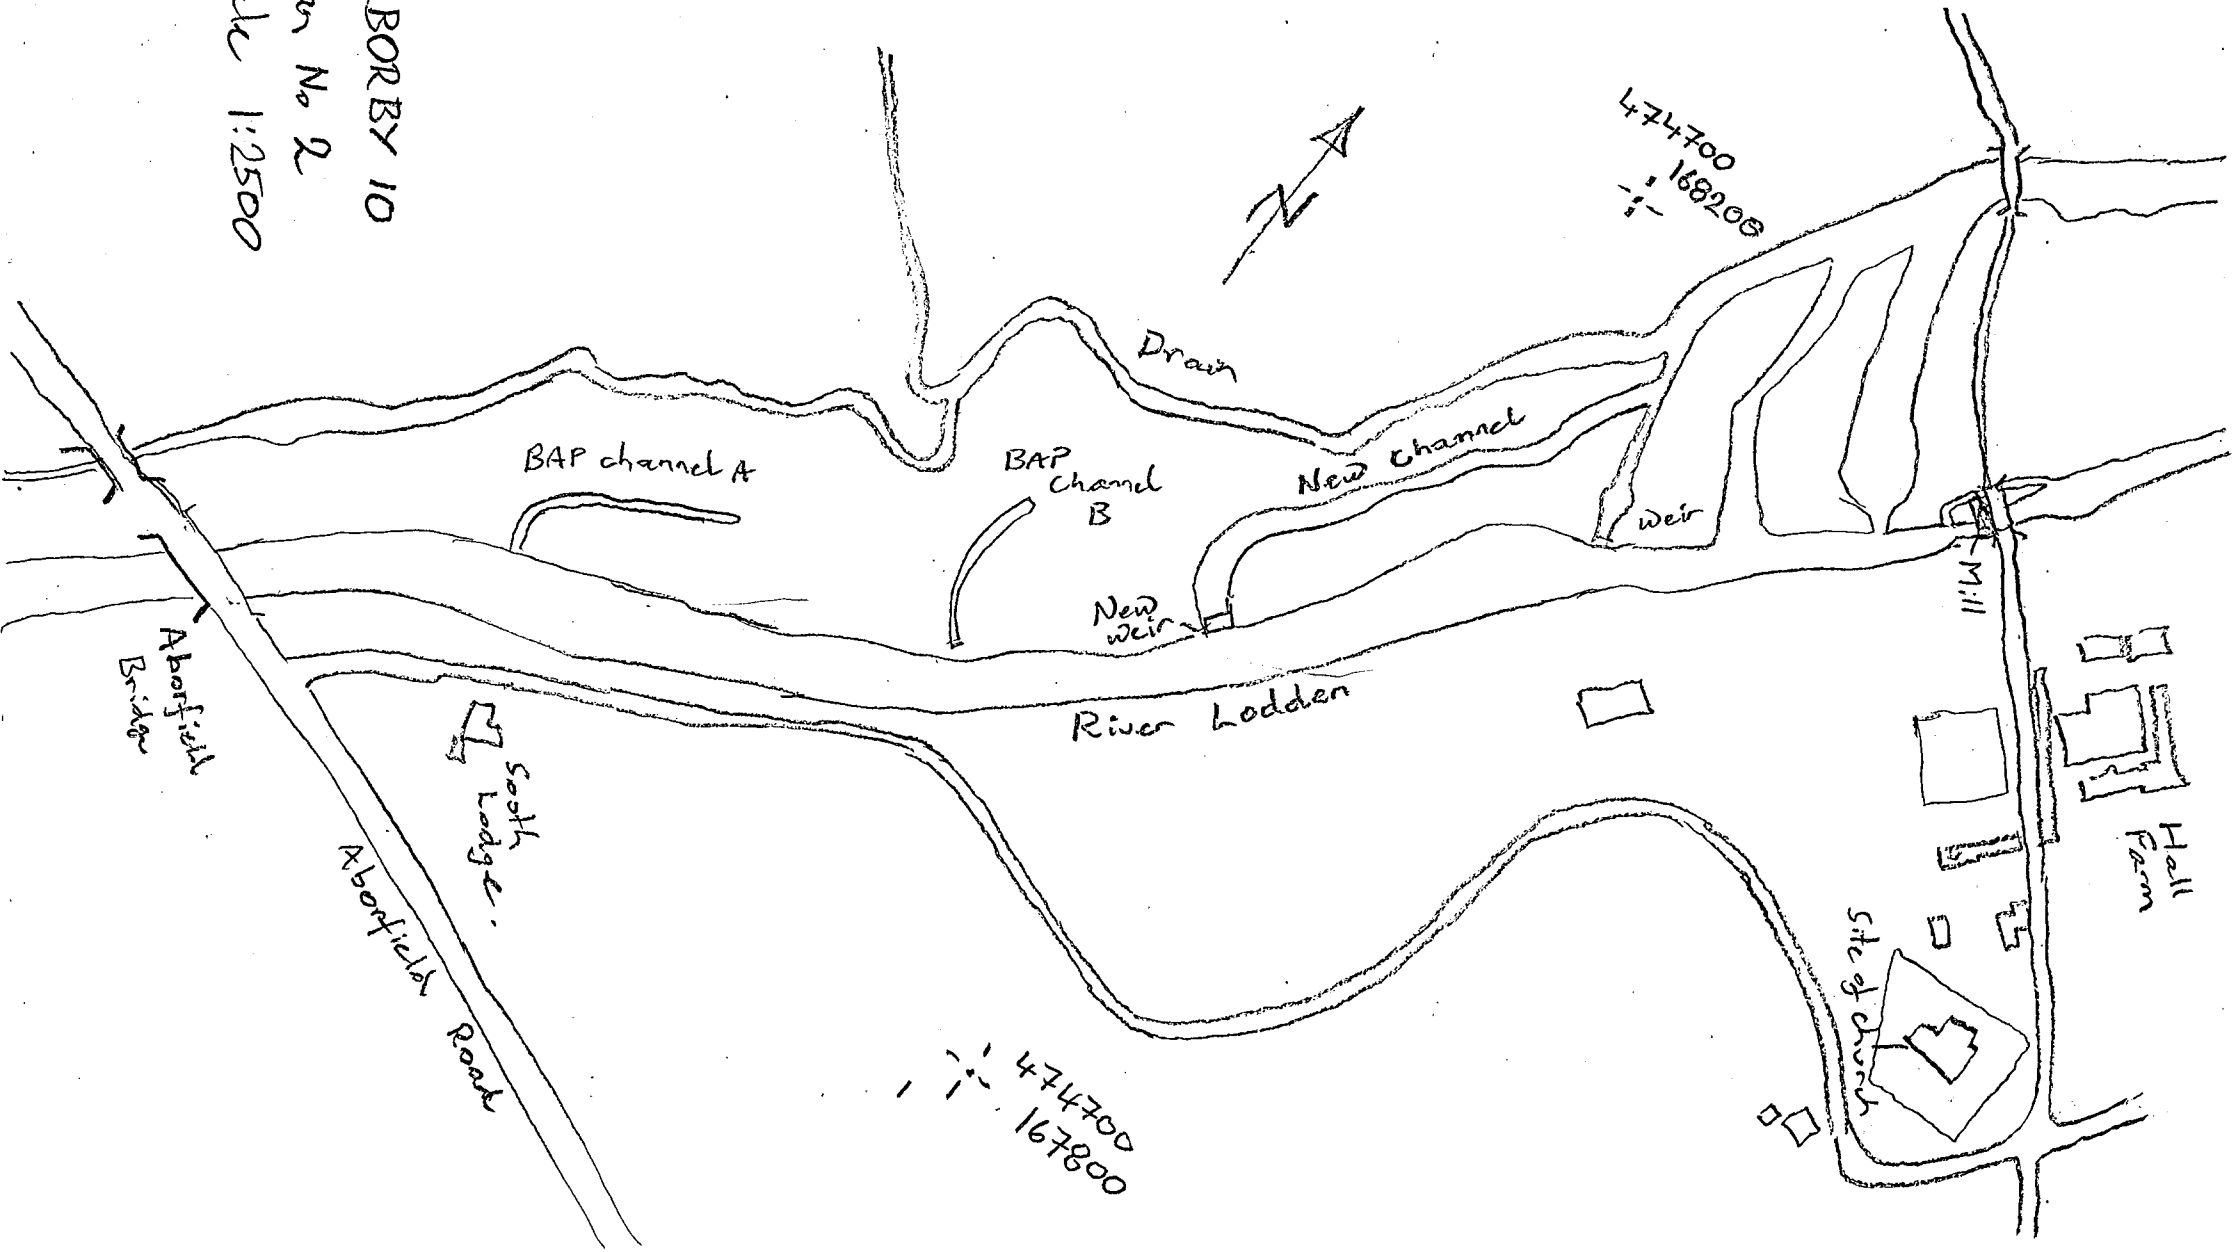 BORBY 10
No 2
1:2500
474700
168200
N
Drain
BAP channel A
BAP
Channel
B
New Channel
New
weir
weir
Mill
River Lodden
Aborfield
Bridge
South
Lodge.
Aborfield Road
Hall
Farm
Site of church
474700
167800